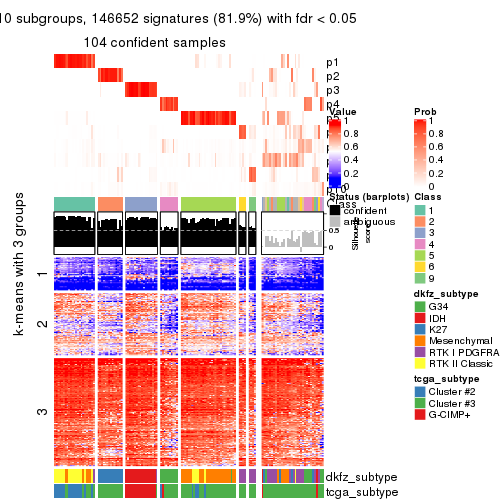 10 subgroups, 146652 signatures (81.9%) with fdr < 0.05
104 confident samples
p1
p2
p3
p4
p10
Class
Value
1
0.8
0.6
0.4
0.2
0
Prob
1
0.8
0.6
0.4
0.2
0
Status (barplots)
confident
ambiguous
0.5
0
Silhouette
score
Class
1
2
3
4
5
6
9
dkfz_subtype
G34
IDH
K27
Mesenchymal
RTK I PDGFRA
RTK II Classic
tcga_subtype
Cluster #2
Cluster #3
G-CIMP+
k-means with 3 groups
1
2
3
dkfz_subtype
tcga_subtype